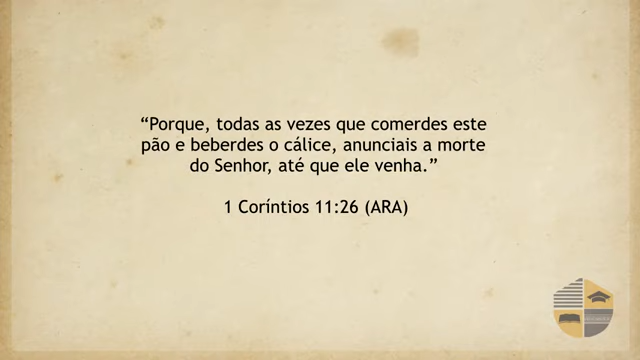 “Porque, todas as vezes que comerdes este
pão e beberdes o cálice, anunciais a morte
do Senhor, até que ele venha.”
1 Coríntios 11:26 (ARA)